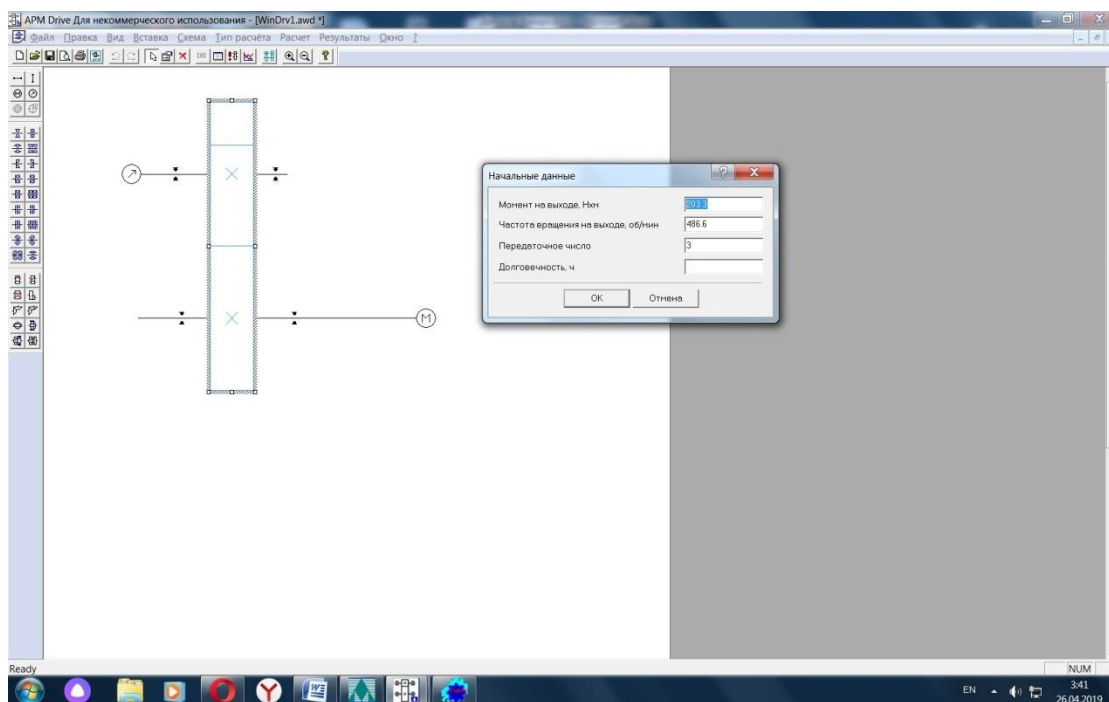 APM Drive Для некоммерческого использования - [WinDrv1.awd *]
Файл Правка Вид Вставка Схема Тип расчёта Расчет Результаты Окно ?
Начальные данные
Момент на выходе, Нхм
203.3
Частота вращения на выходе, об/мин
486.6
Передаточное число
3
Долговечность, ч
ОК
Отмена
M
Ready
NUM
EN
3:41
26.04.2019